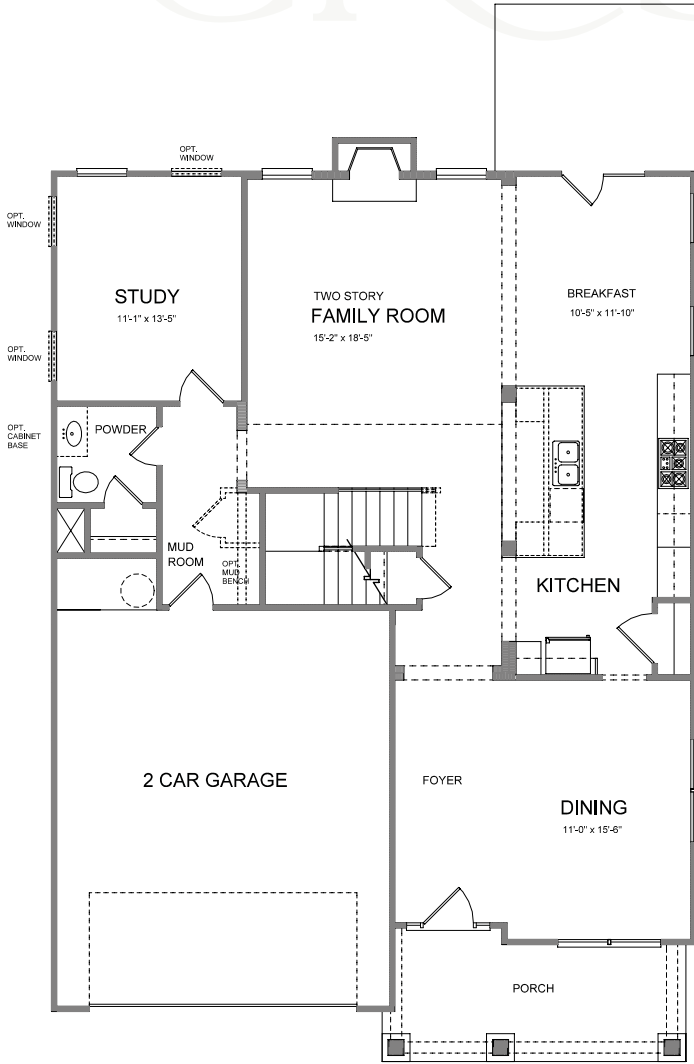 OPT.
WINDOW
OPT.
WINDOW
STUDY
11'-1" x 13'-5"
TWO STORY
FAMILY ROOM
15'-2" x 18'-5"
BREAKFAST
10'-5" x 11'-10"
OPT.
WINDOW
OPT.
CABINET
BASE
POWDER
MUD
ROOM
OPT.
MUD
BENCH
KITCHEN
2 CAR GARAGE
FOYER
DINING
11'-0" x 15'-6"
PORCH